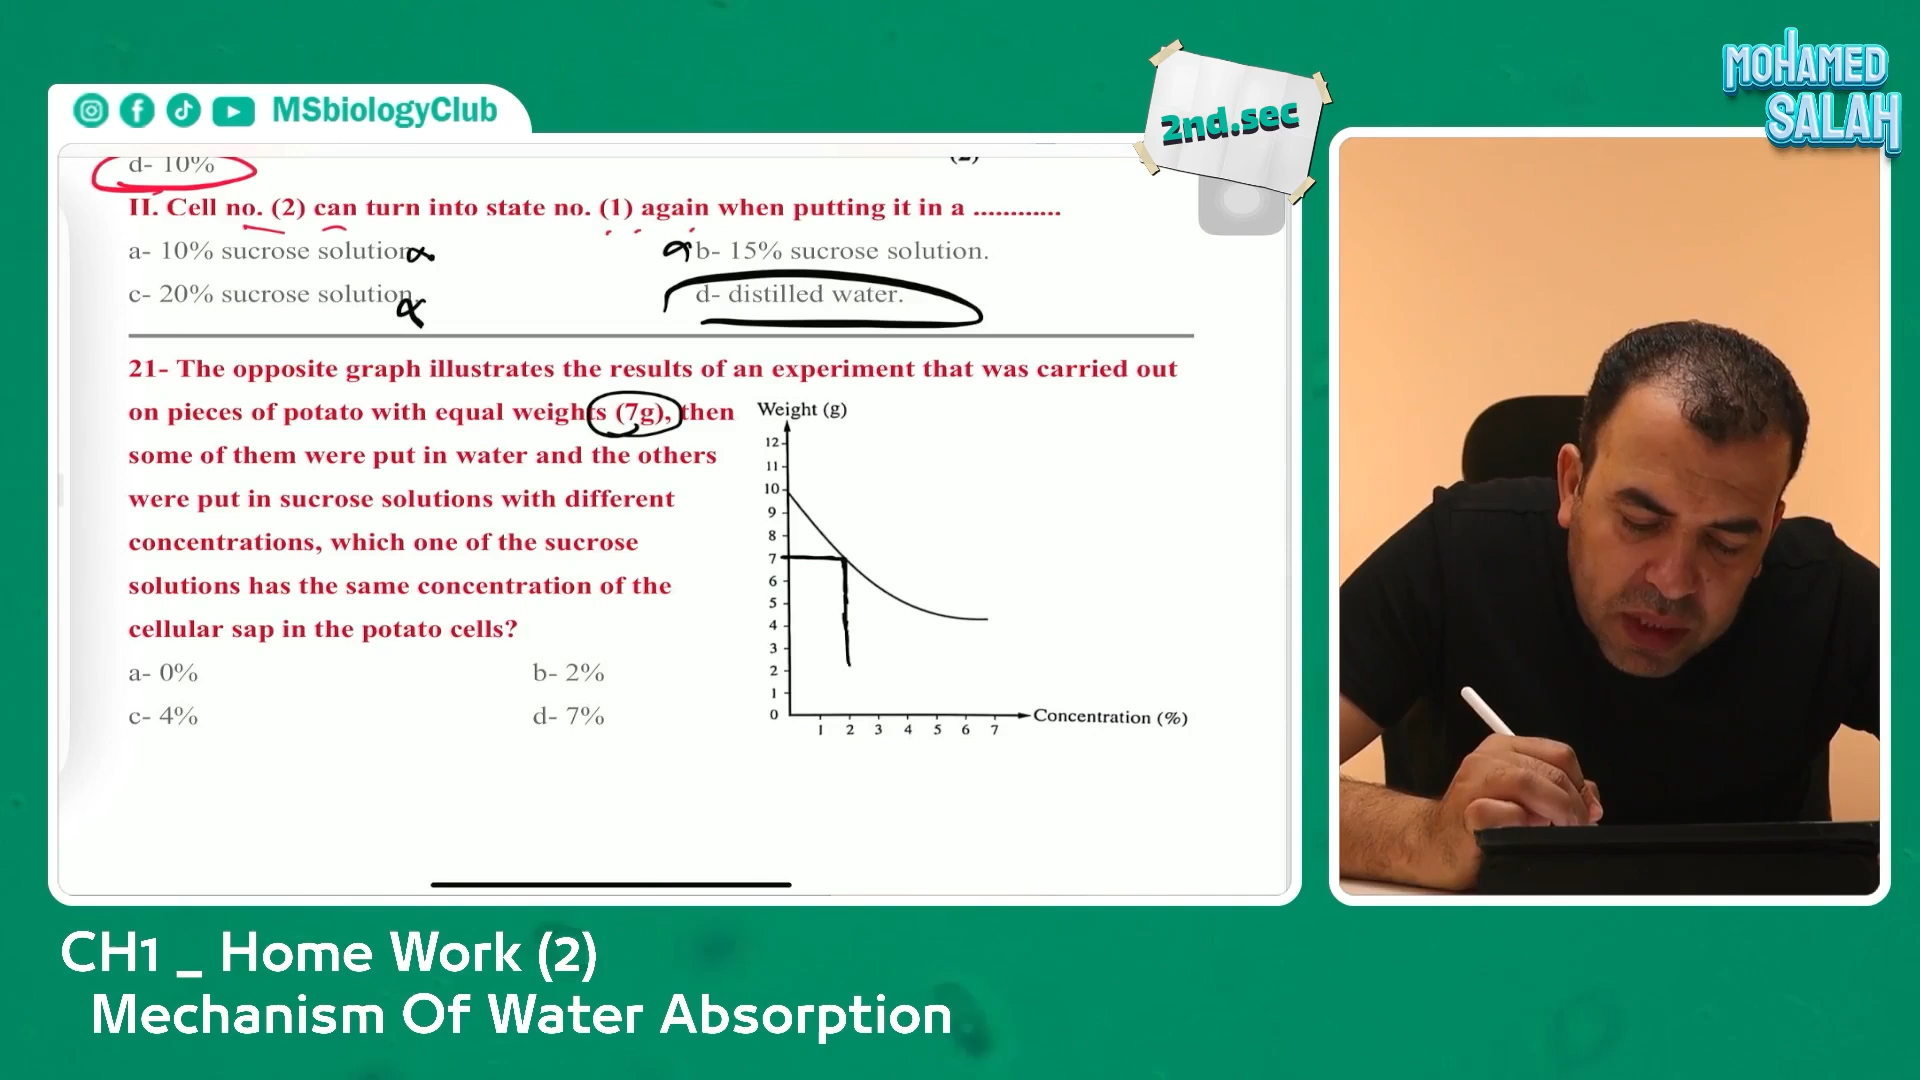 MOHAMED
SALAH
2nd.sec
MSbiologyClub
d- 10%
(2)
II. Cell no. (2) can turn into state no. (1) again when putting it in a ............
a- 10% sucrose solution
b- 15% sucrose solution.
c- 20% sucrose solution.
d- distilled water.
21- The opposite graph illustrates the results of an experiment that was carried out
on pieces of potato with equal weights (7g), then
some of them were put in water and the others
were put in sucrose solutions with different
concentrations, which one of the sucrose
solutions has the same concentration of the
cellular sap in the potato cells?
a- 0%
b- 2%
c- 4%
d- 7%
Weight (g)
12
11
10
9
8
7
6
5
4
3
2
1
0
1 2 3 4 5 6 7
Concentration (%)
CH1 _ Home Work (2)
Mechanism Of Water Absorption